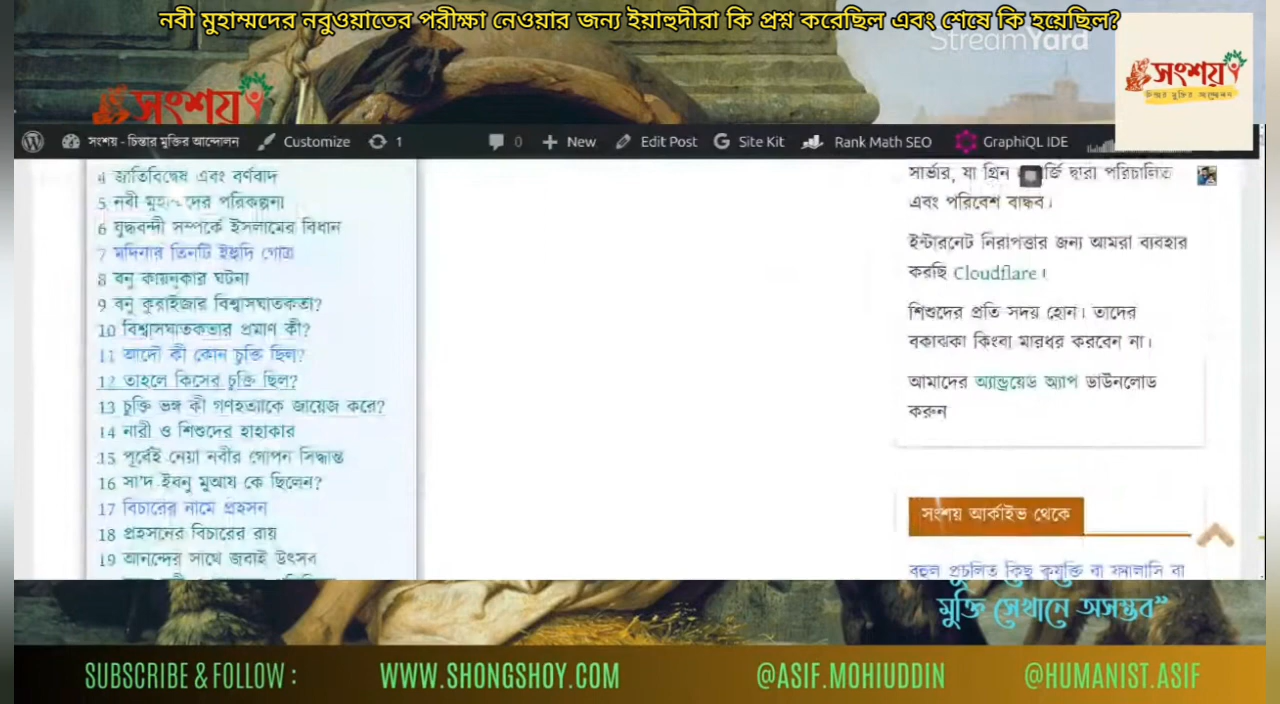 নবী মুহাম্মদের নবুওয়াতের পরীক্ষা নেওয়ার জন্য ইয়াহুদীরা কি প্রশ্ন করেছিল এবং শেষে কি হয়েছিল?
StreamYard
সংশয়
সংশয়
চিন্তার মুক্তির আন্দোলন
সংশয় - চিন্তার মুক্তির আন্দোলন Customize 1 0 New Edit Post Site Kit Rank Math SEO GraphiQL IDE
4 জাতিবিদ্বেষ এবং বর্ণবাদ
5 নবী পরিকল্পনা
6 যুদ্ধবন্দী সম্পর্কে ইসলামের বিধান
7 মদিনার তিনটি ইহুদি গোত্র
8 বনু কায়নুকার ঘটনা
9 বনু কুরাইজার বিশ্বাসঘাতকতা?
10 বিশ্বাসঘাতকতার প্রমাণ কী?
11 আদৌ কী কোন চুক্তি ছিল?
12 তাহলে কিসের চুক্তি ছিল?
13 চুক্তি ভঙ্গ কী গণহত্যাকে জায়েজ করে?
14 নারী ও শিশুদের হাহাকার
15 পূর্বেই নেয়া নবীর গোপন সিদ্ধান্ত
16 সা'দ ইবনু মুআয কে ছিলেন?
17 বিচারের নামে প্রহসন
18 প্রহসনের বিচারের রায়
19 আনন্দের সাথে জবাই উৎসব
সার্ভার, যা গ্রিন দ্বারা পরিচালিত
এবং পরিবেশ বান্ধব।
ইন্টারনেট নিরাপত্তার জন্য আমরা ব্যবহার
করছি Cloudflare।
শিশুদের প্রতি সদয় হোন। তাদের
বকাঝকা কিংবা মারধর করবেন না।
আমাদের অ্যান্ড্রয়েড অ্যাপ ডাউনলোড
করুন
সংশয় আর্কাইভ থেকে
বহুল প্রচলিত কিছু কুযুক্তি বা ফ্যালাসি বা
মুক্তি সেখানে অসম্ভব”
SUBSCRIBE & FOLLOW : WWW.SHONGSHOY.COM @ASIF.MOHIUDDIN @HUMANIST.ASIF